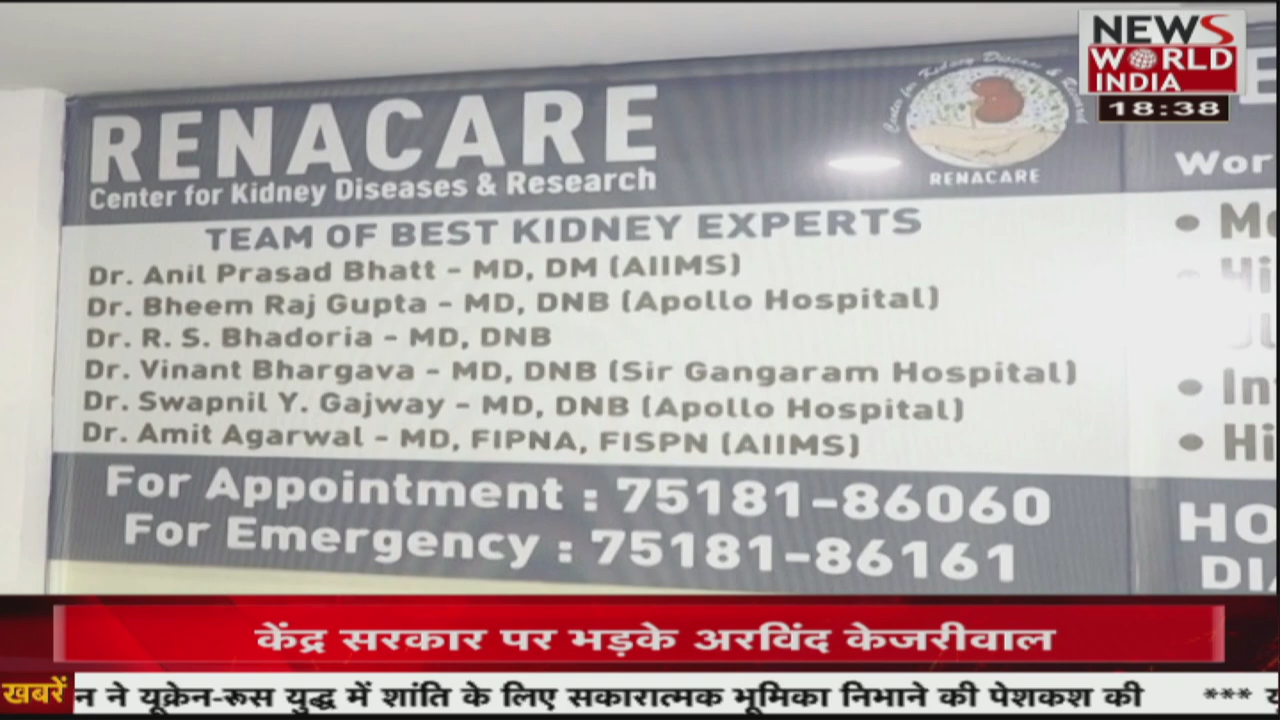 NEWS
WORLD
INDIA
18:38
RENACARE
Center for Kidney Diseases & Research
RENACARE
TEAM OF BEST KIDNEY EXPERTS
Dr. Anil Prasad Bhatt - MD, DM (AIIMS)
Dr. Bheem Raj Gupta - MD, DNB (Apollo Hospital)
Dr. R. S. Bhadoria - MD, DNB
Dr. Vinant Bhargava - MD, DNB (Sir Gangaram Hospital)
Dr. Swapnil Y. Gajway - MD, DNB (Apollo Hospital)
Dr. Amit Agarwal - MD, FIPNA, FISPN (AIIMS)
For Appointment : 75181-86060
For Emergency : 75181-86161
केंद्र सरकार पर भड़के अरविंद केजरीवाल
खबरें न ने यूक्रेन-रूस युद्ध में शांति के लिए सकारात्मक भूमिका निभाने की पेशकश की ***